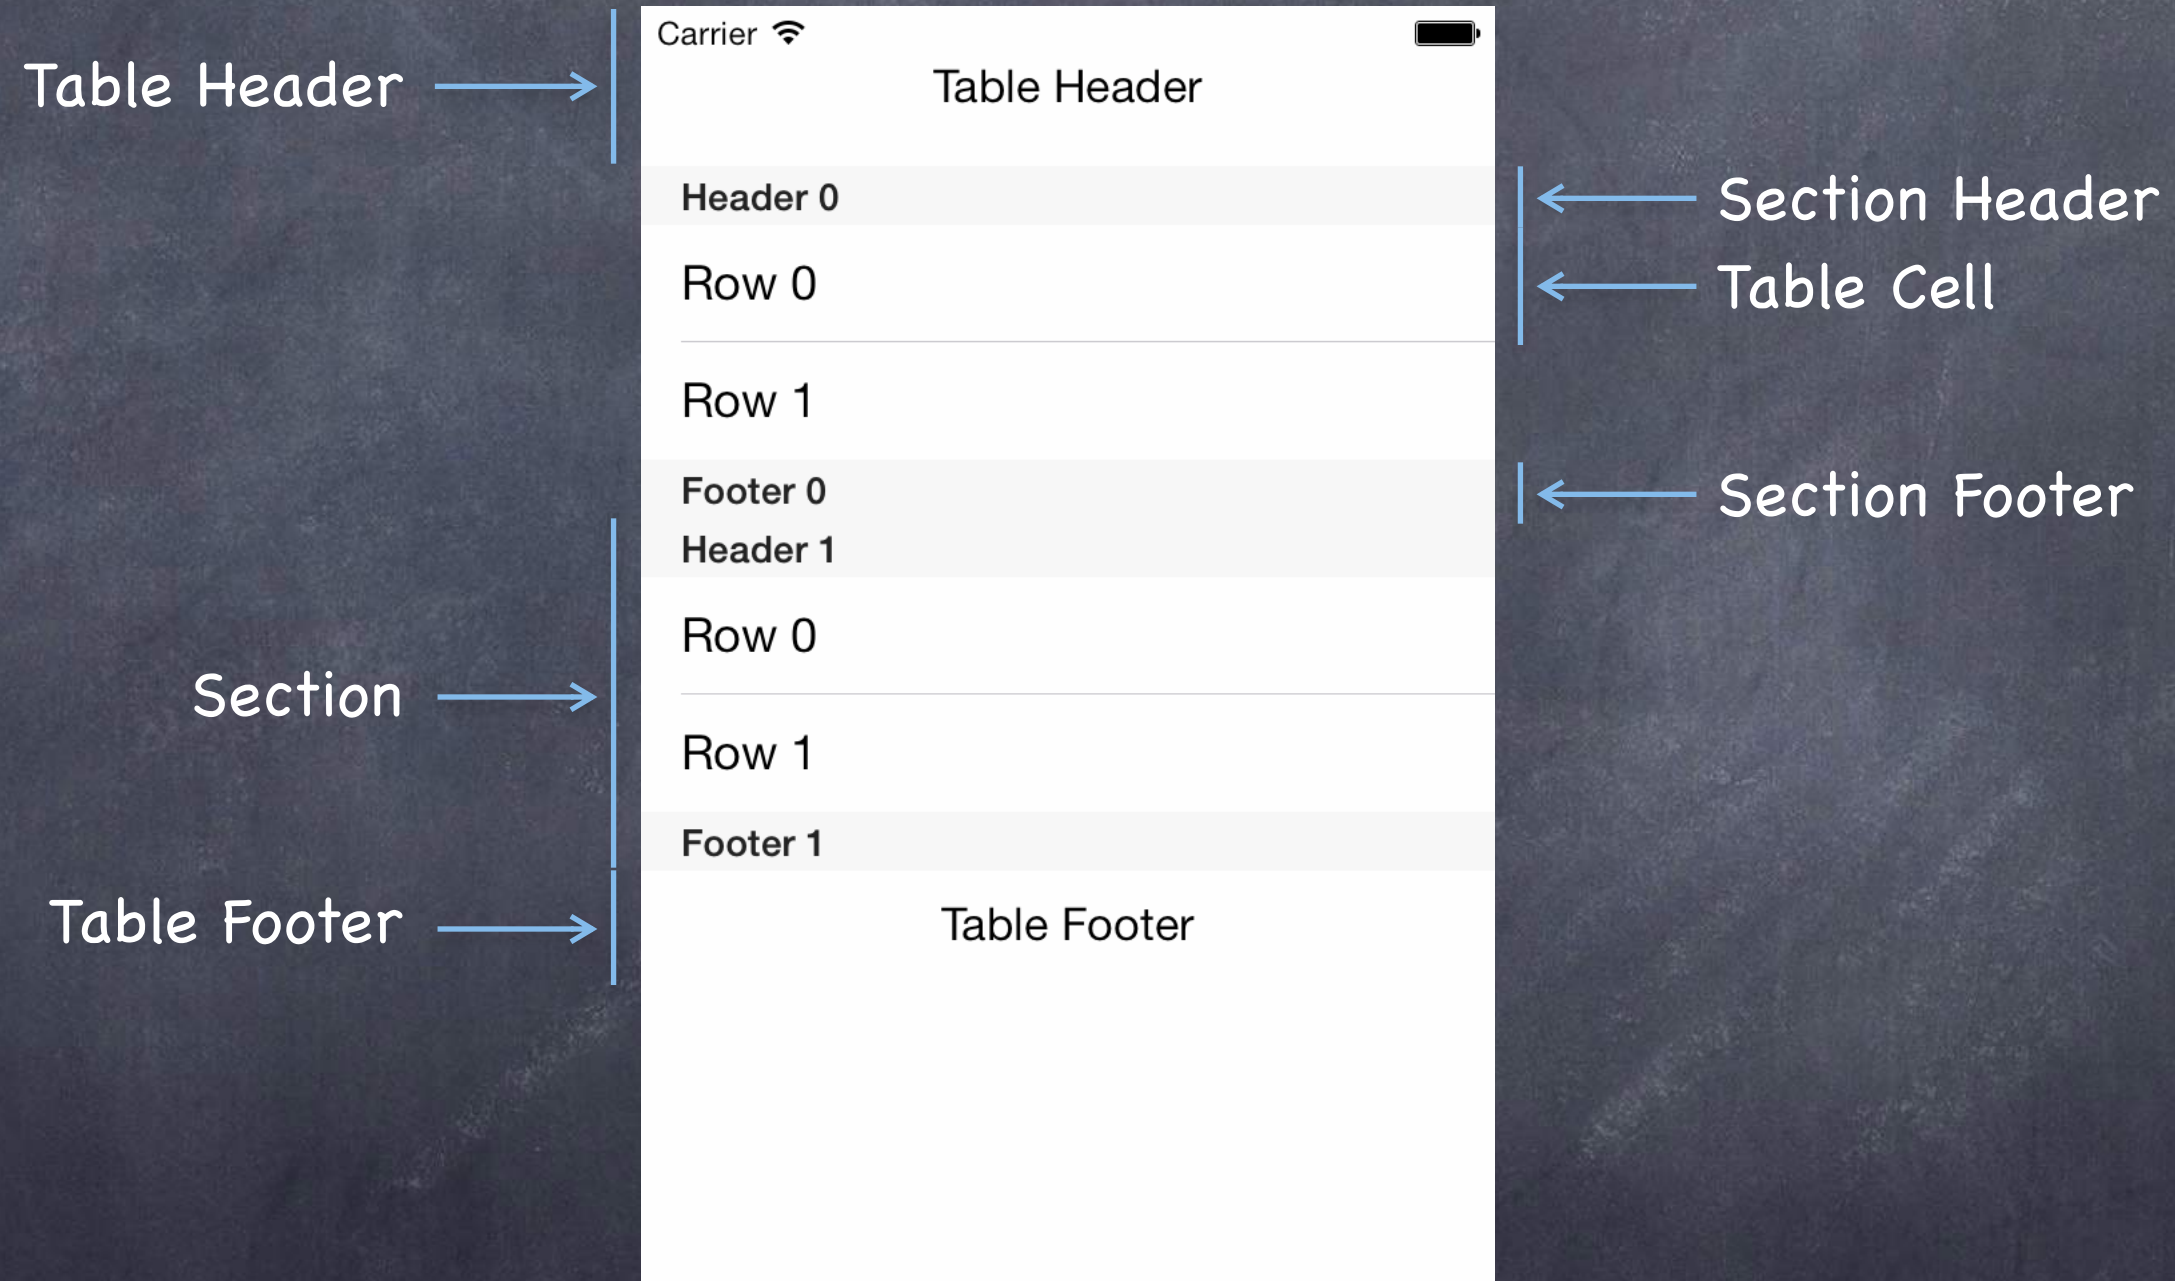 Carrier
Table Header
Table Header
Header 0
Section Header
Row 0
Table Cell
Row 1
Footer 0
Section Footer
Header 1
Row 0
Section
Row 1
Footer 1
Table Footer
Table Footer